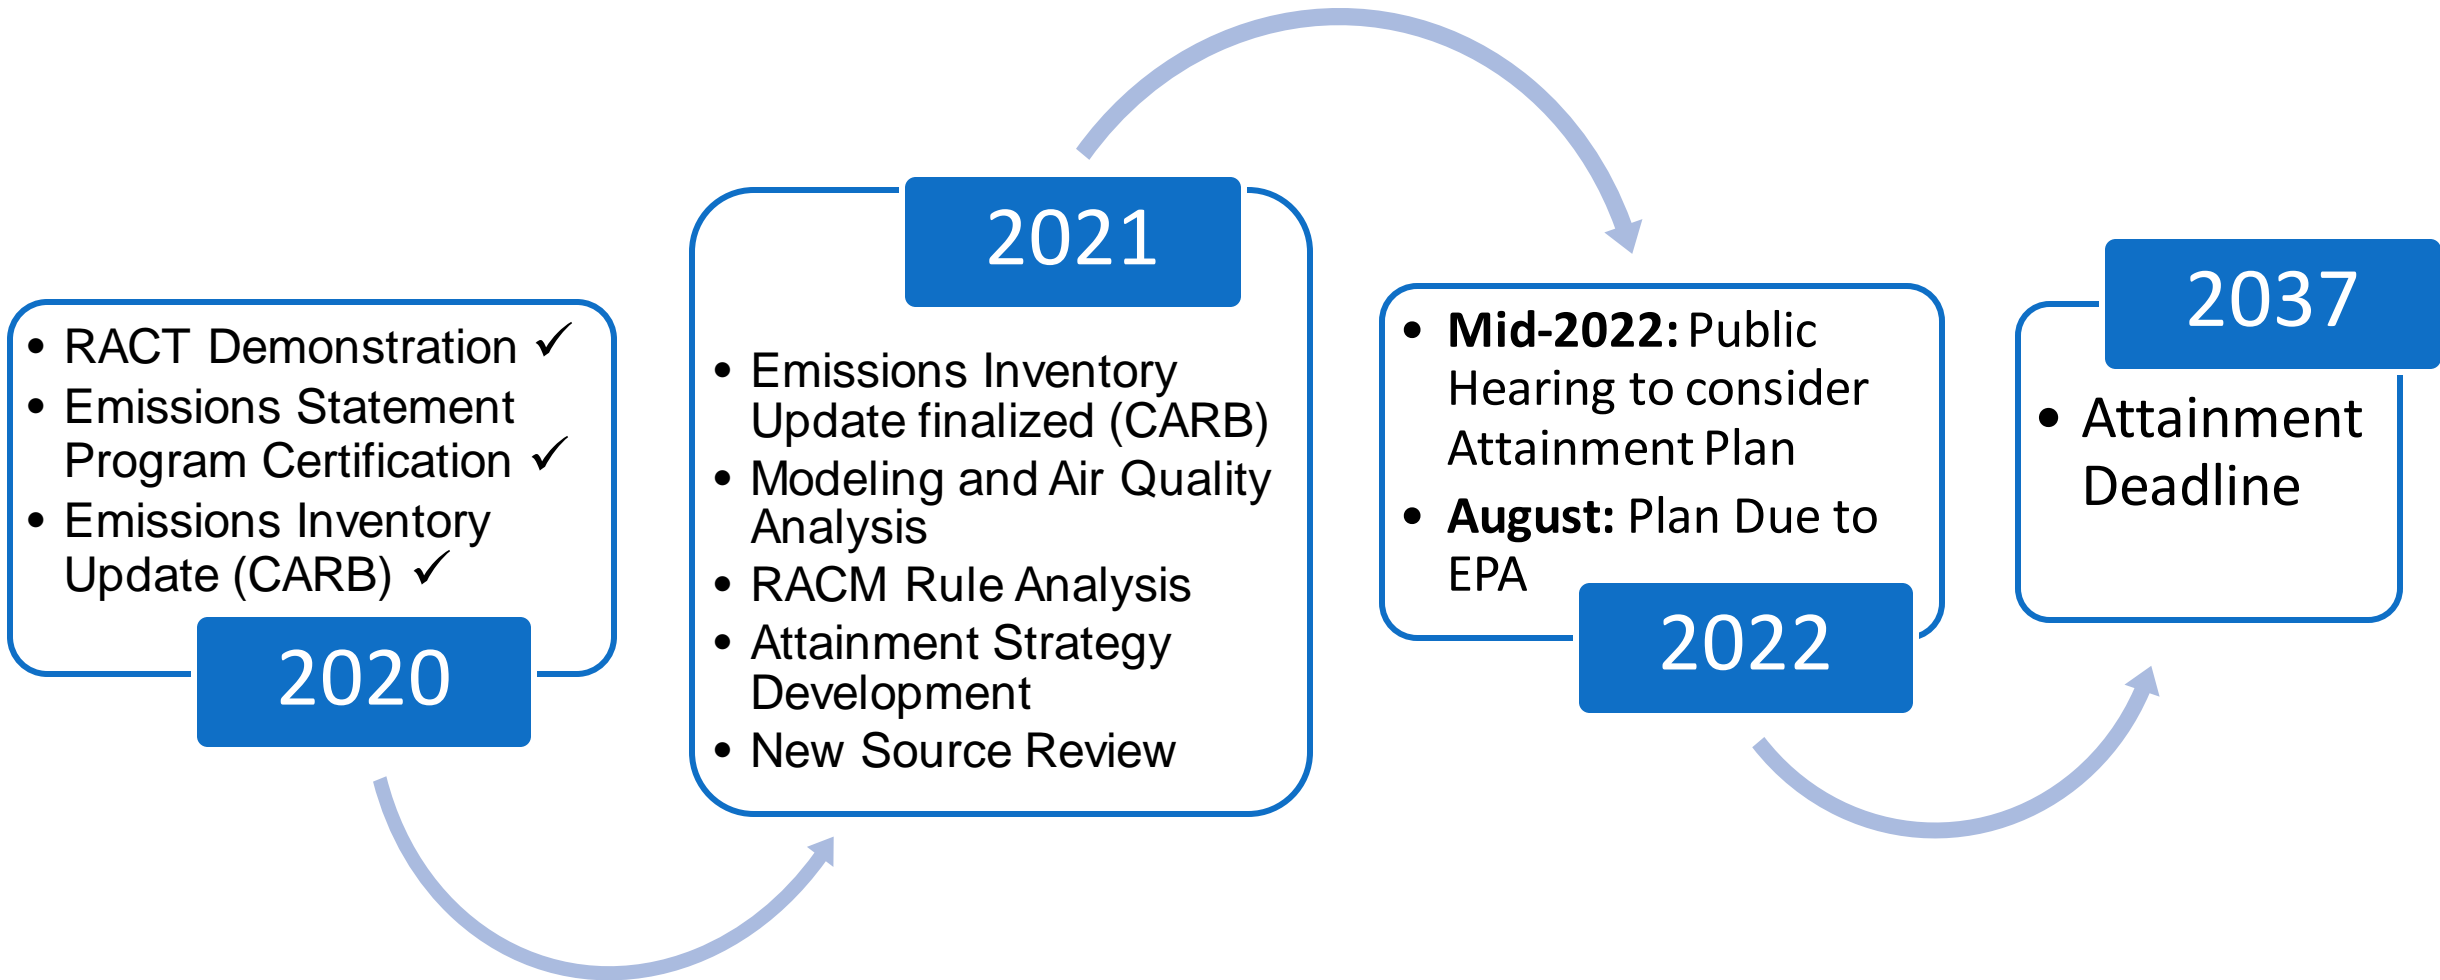 • RACT Demonstration ✓
• Emissions Statement
Program Certification ✓
• Emissions Inventory
Update (CARB) ✓
2020
2021
• Emissions Inventory
Update finalized (CARB)
• Modeling and Air Quality
Analysis
• RACM Rule Analysis
• Attainment Strategy
Development
• New Source Review
• Mid-2022: Public
Hearing to consider
Attainment Plan
• August: Plan Due to
EPA
2022
2037
• Attainment
Deadline